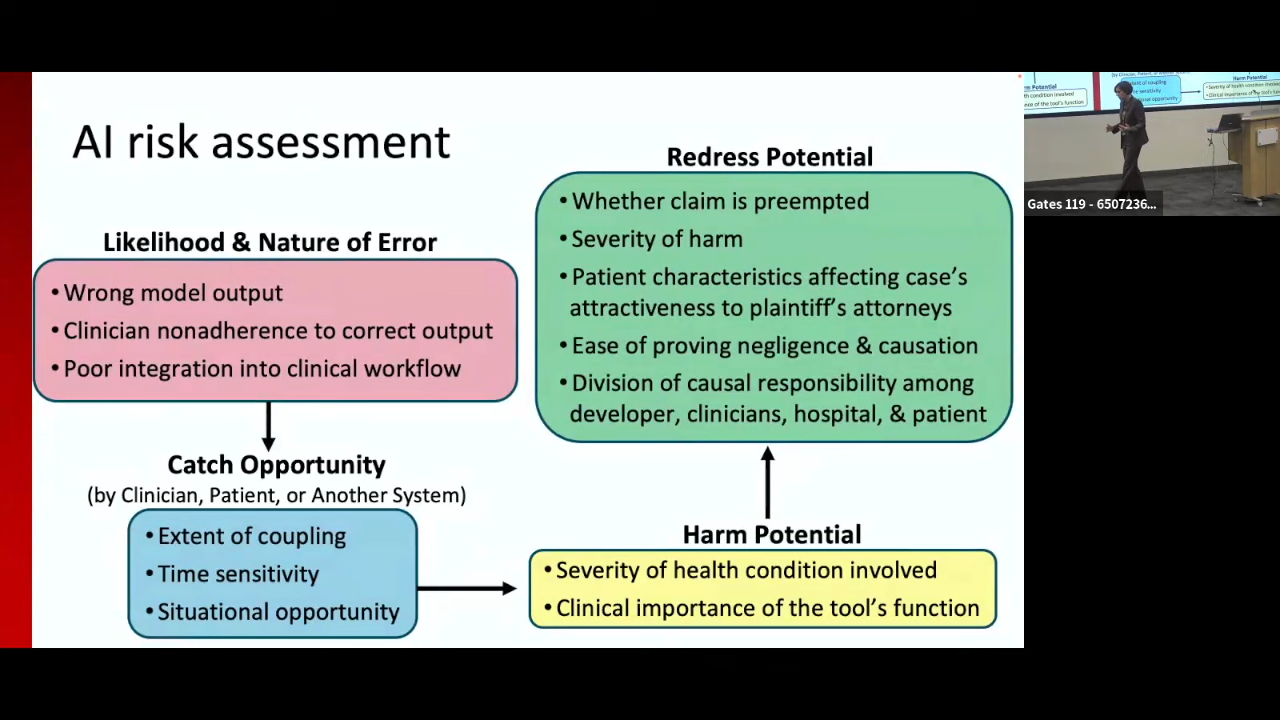 AI risk assessment
Likelihood & Nature of Error
• Wrong model output
• Clinician nonadherence to correct output
• Poor integration into clinical workflow
Catch Opportunity
(by Clinician, Patient, or Another System)
• Extent of coupling
• Time sensitivity
• Situational opportunity
Harm Potential
• Severity of health condition involved
• Clinical importance of the tool's function
Redress Potential
• Whether claim is preempted
• Severity of harm
• Patient characteristics affecting case's
attractiveness to plaintiff's attorneys
• Ease of proving negligence & causation
• Division of causal responsibility among
developer, clinicians, hospital, & patient
Gates 119 - 6507236...